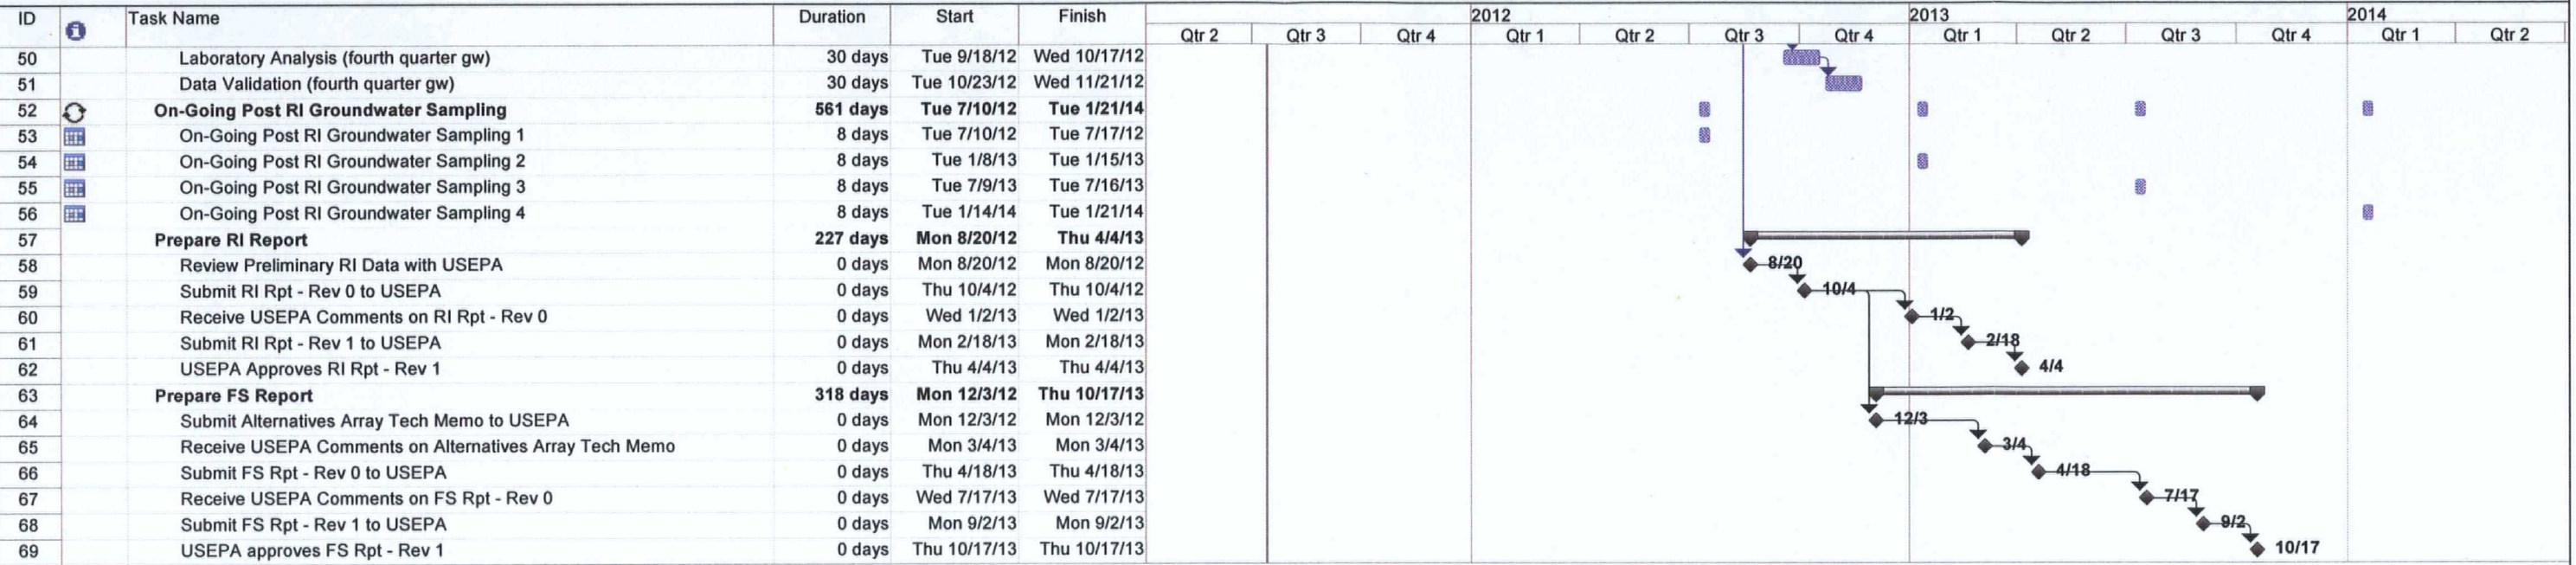 ID Task Name Duration Start Finish 2012 2013 2014
Qtr 2 Qtr 3 Qtr 4 Qtr 1 Qtr 2 Qtr 3 Qtr 4 Qtr 1 Qtr 2 Qtr 3 Qtr 4 Qtr 1 Qtr 2
50 Laboratory Analysis (fourth quarter gw) 30 days Tue 9/18/12 Wed 10/17/12
51 Data Validation (fourth quarter gw) 30 days Tue 10/23/12 Wed 11/21/12
52 On-Going Post RI Groundwater Sampling 561 days Tue 7/10/12 Tue 1/21/14
53 On-Going Post RI Groundwater Sampling 1 8 days Tue 7/10/12 Tue 7/17/12
54 On-Going Post RI Groundwater Sampling 2 8 days Tue 1/8/13 Tue 1/15/13
55 On-Going Post RI Groundwater Sampling 3 8 days Tue 7/9/13 Tue 7/16/13
56 On-Going Post RI Groundwater Sampling 4 8 days Tue 1/14/14 Tue 1/21/14
57 Prepare RI Report 227 days Mon 8/20/12 Thu 4/4/13
58 Review Preliminary RI Data with USEPA 0 days Mon 8/20/12 Mon 8/20/12 8/20
59 Submit RI Rpt - Rev 0 to USEPA 0 days Thu 10/4/12 Thu 10/4/12 10/4
60 Receive USEPA Comments on RI Rpt - Rev 0 0 days Wed 1/2/13 Wed 1/2/13 1/2
61 Submit RI Rpt - Rev 1 to USEPA 0 days Mon 2/18/13 Mon 2/18/13 2/18
62 USEPA Approves RI Rpt - Rev 1 0 days Thu 4/4/13 Thu 4/4/13 4/4
63 Prepare FS Report 318 days Mon 12/3/12 Thu 10/17/13
64 Submit Alternatives Array Tech Memo to USEPA 0 days Mon 12/3/12 Mon 12/3/12 12/3
65 Receive USEPA Comments on Alternatives Array Tech Memo 0 days Mon 3/4/13 Mon 3/4/13 3/4
66 Submit FS Rpt - Rev 0 to USEPA 0 days Thu 4/18/13 Thu 4/18/13 4/18
67 Receive USEPA Comments on FS Rpt - Rev 0 0 days Wed 7/17/13 Wed 7/17/13 7/17
68 Submit FS Rpt - Rev 1 to USEPA 0 days Mon 9/2/13 Mon 9/2/13 9/2
69 USEPA approves FS Rpt - Rev 1 0 days Thu 10/17/13 Thu 10/17/13 10/17